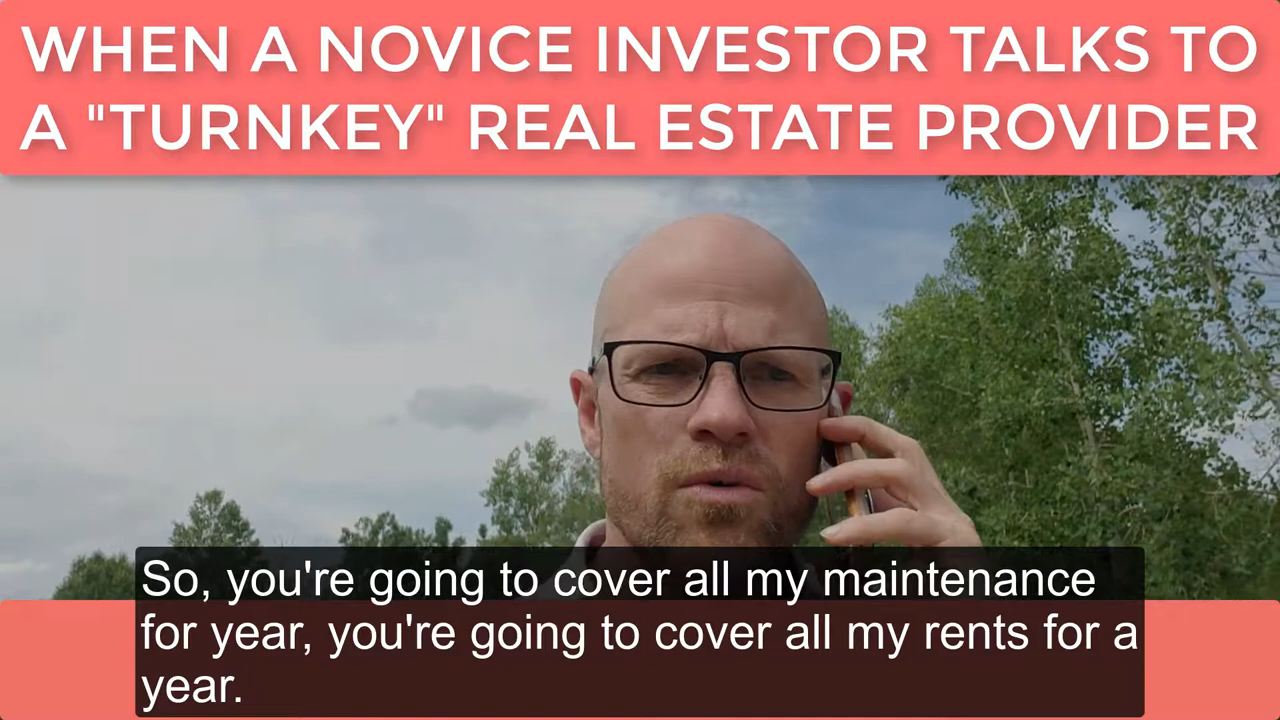 WHEN A NOVICE INVESTOR TALKS TO
A "TURNKEY" REAL ESTATE PROVIDER
So, you're going to cover all my maintenance
for year, you're going to cover all my rents for a
year.